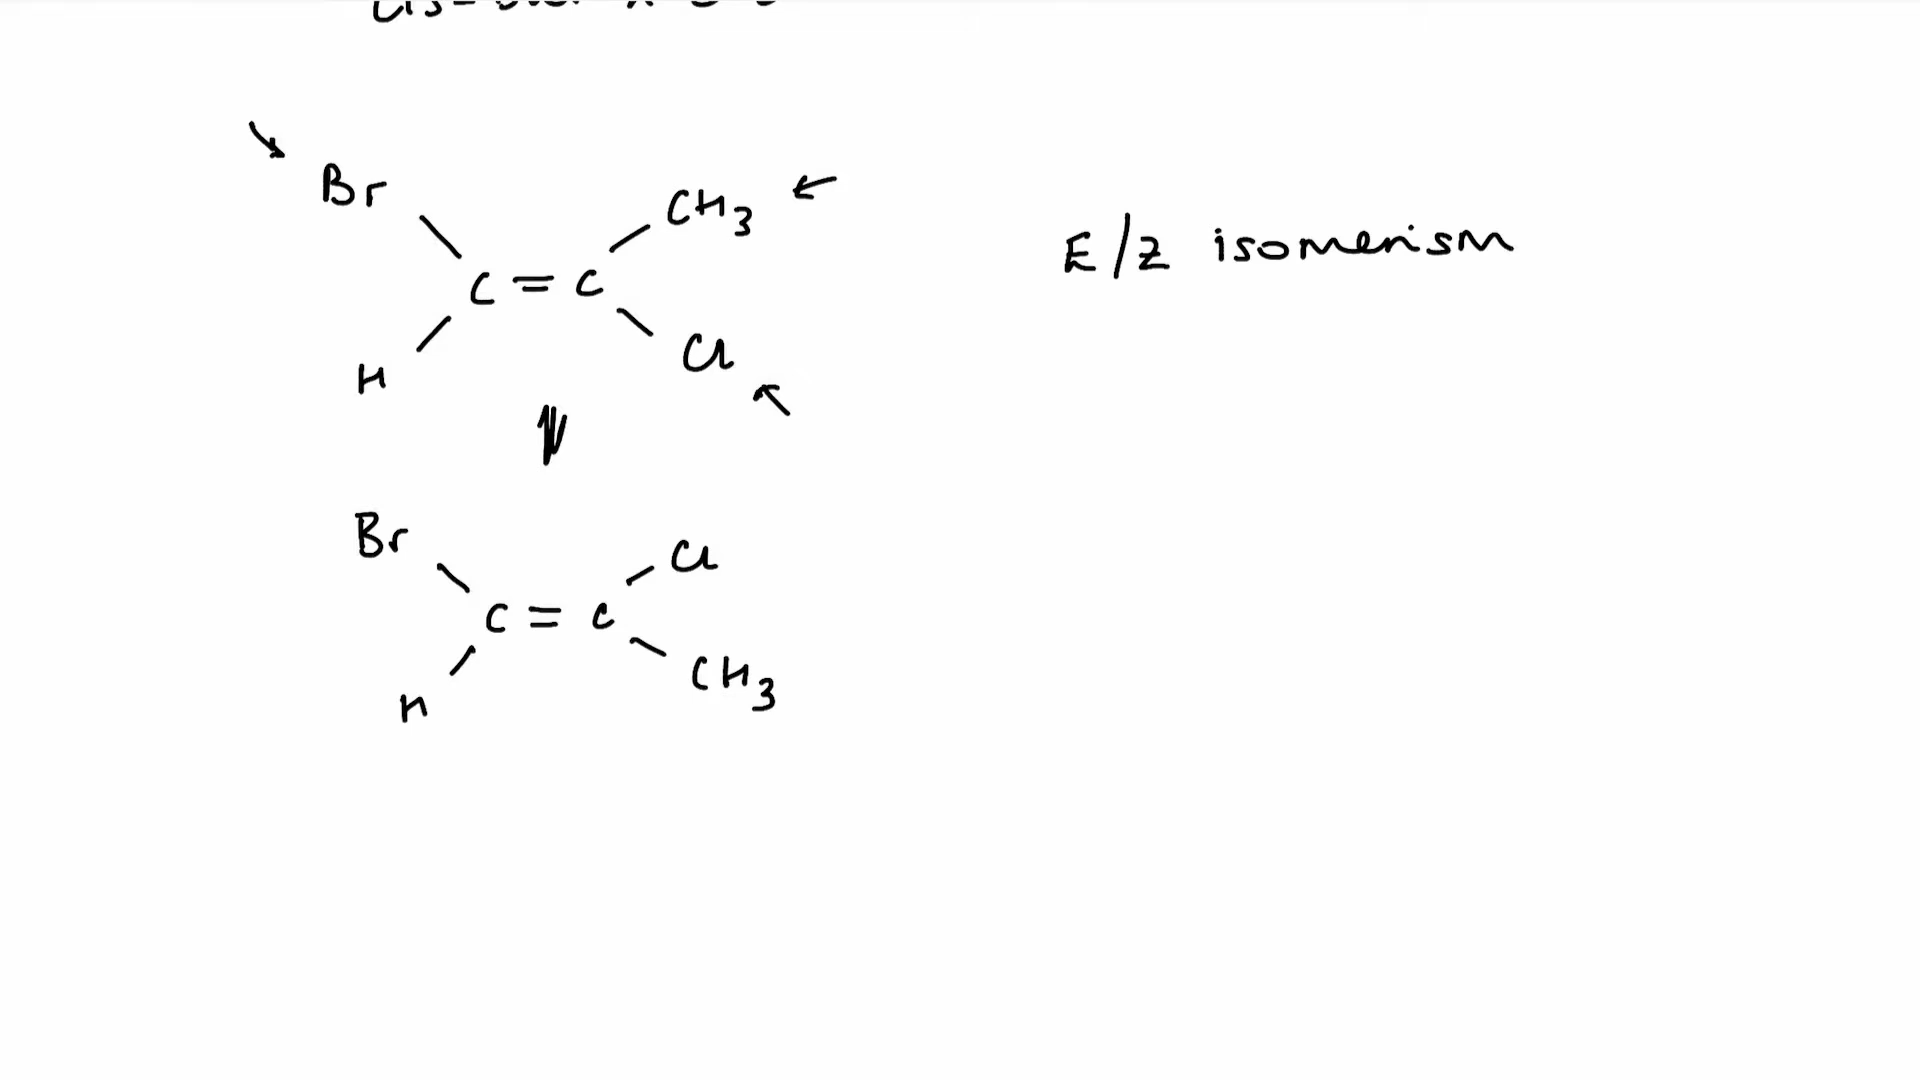 Br
CH3
E/Z isomerism
C = C
H
Cl
Br
Cl
C = C
H
CH3